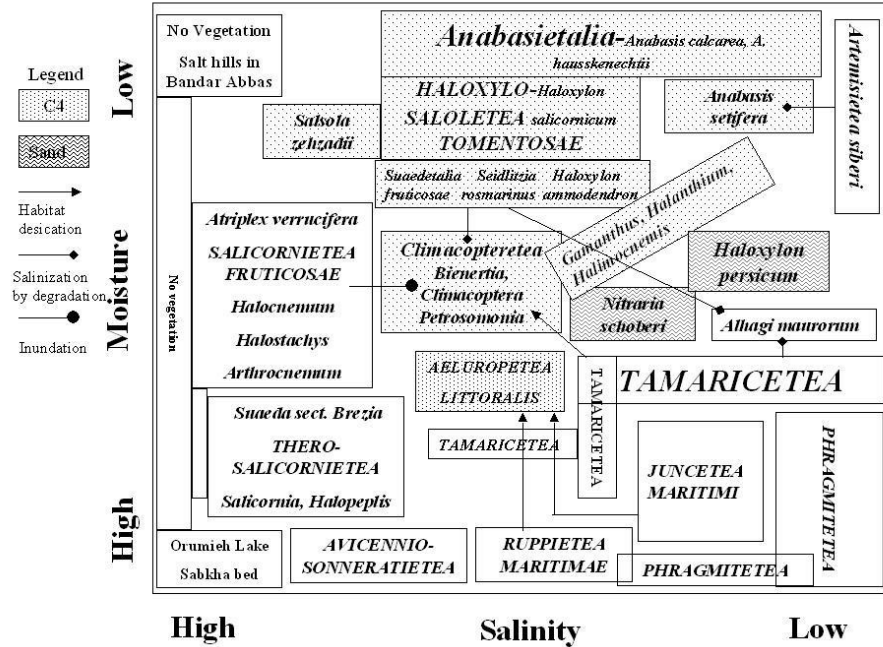 Legend
C4
Sand
Habitat
desication
Salinization
by degradation
Inundation
Low
Moisture
High
No Vegetation
Salt hills in
Bandar Abbas
Anabasietalia-Anabasis calcarea, A.
hausskenechtii
HALOXYLO-Haloxylon
SALOLETEA salicornicum
TOMENTOSAE
Salsola
zehzadii
Anabasis
setifera
Artemisietea siberi
Suaedetalia Seidlitzia Haloxylon
fruticosae rosmarinus ammodendron
Gamanthus, Halanthium,
Halimocnemis
Atriplex verrucifera
SALICORNIETEA
FRUTICOSAE
Halocnemum
Halostachys
Arthrocnemum
No vegetation
Climacopteretea
Bienertia,
Climacoptera
Petrosomonia
Haloxylon
persicum
Nitraria
schoberi
Alhagi maurorum
AELUROPETEA
LITTORALIS
TAMARICETEA
TAMARICETEA
TAMARICETEA
Suaeda sect. Brezia
THERO-
SALICORNIETEA
Salicornia, Halopeplis
JUNCETEA
MARITIMI
PHRAGMITETEA
Orumieh Lake
Sabkha bed
AVICENNIO-
SONNERATIETEA
RUPPIETEA
MARITIMAE
PHRAGMITETEA
High Salinity Low